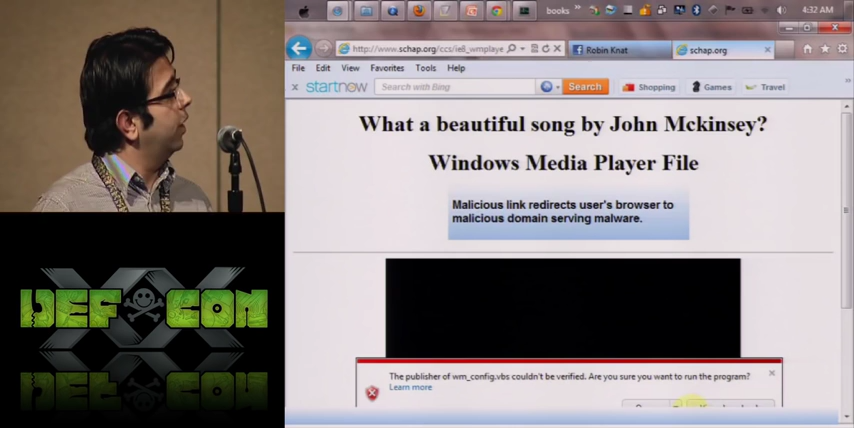 books
4:32 AM
http://www.schap.org/ccs/ie8_wmplaye
Robin Knat
schap.org
File Edit View Favorites Tools Help
x startnow Search with Bing Search Shopping Games Travel
What a beautiful song by John Mckinsey?
Windows Media Player File
Malicious link redirects user's browser to
malicious domain serving malware.
The publisher of wm_config.vbs couldn't be verified. Are you sure you want to run the program?
Learn more
DEFCON
XX